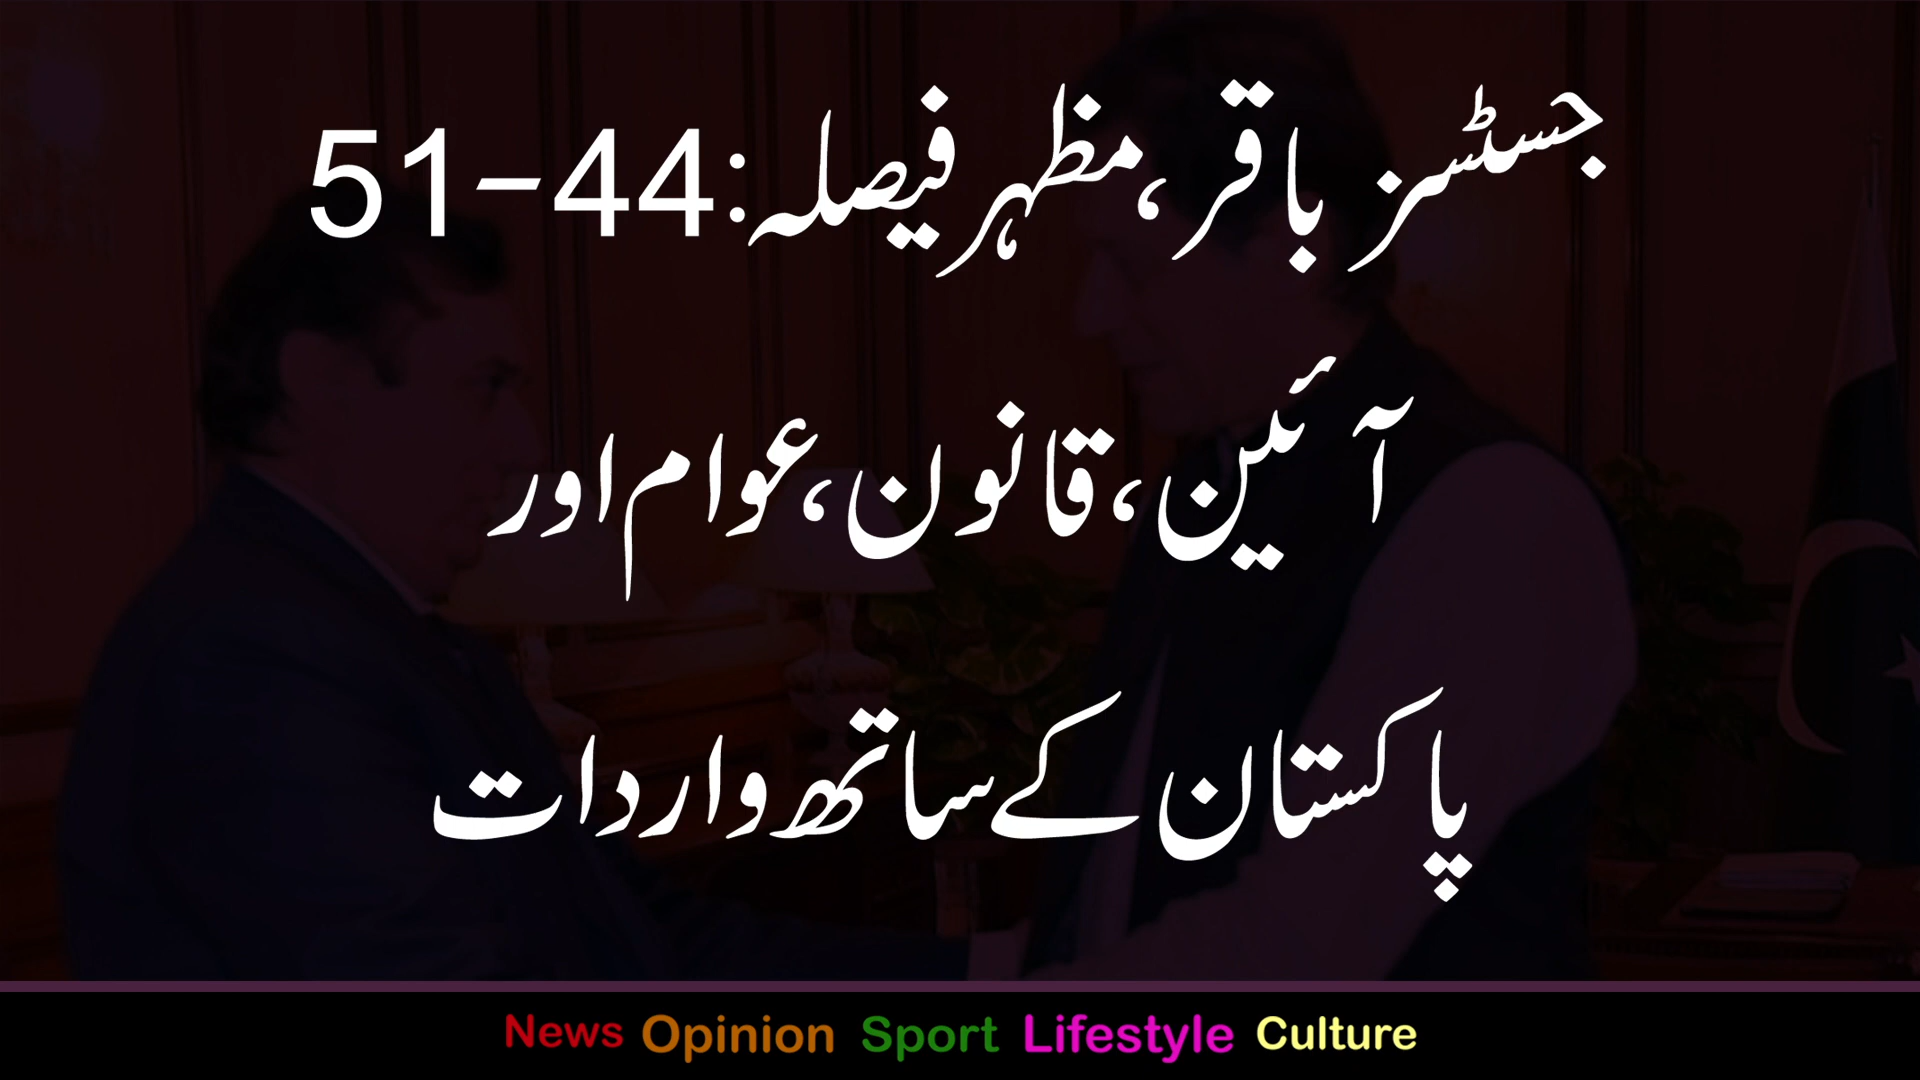 جسٹسز باقر، مظہر فیصلہ: 44-51
آئین، قانون، عوام اور
پاکستان کے ساتھ واردات
News Opinion Sport Lifestyle Culture